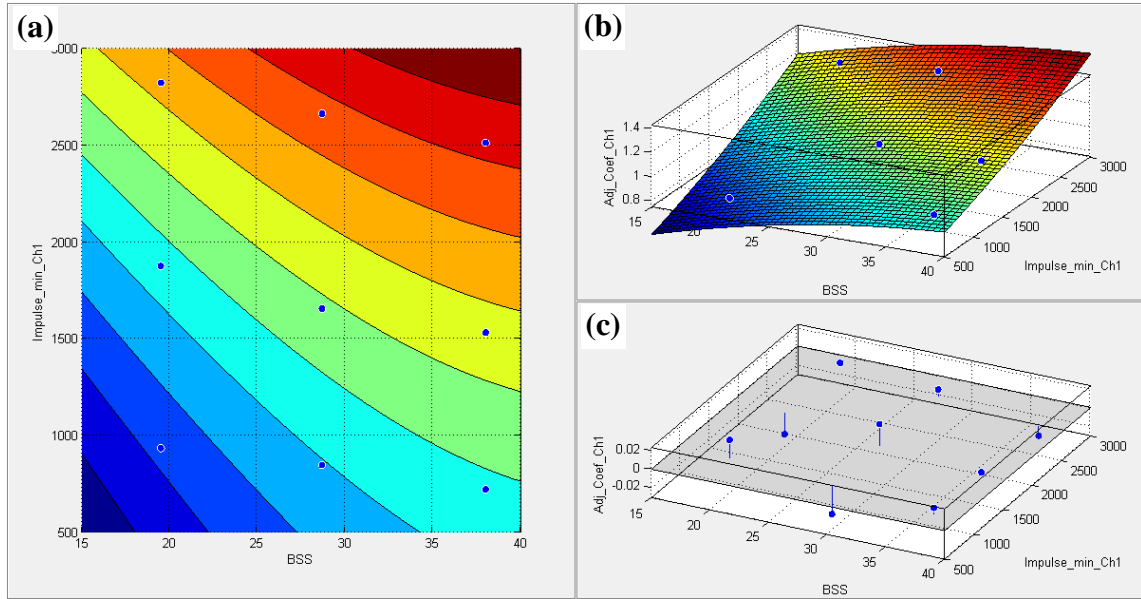 (a)
3000
2500
2000
1500
1000
500
Impulse_min_Ch1
15 20 25 30 35 40
BSS
(b)
1.4
1.2
1
0.8
Adj_Coef_Ch1
15 20 25 30 35 40
BSS
500 1000 1500 2000 2500 3000
Impulse_min_Ch1
(c)
0.02
0
-0.02
Adj_Coef_Ch1
15 20 25 30 35 40
BSS
500 1000 1500 2000 2500 3000
Impulse_min_Ch1